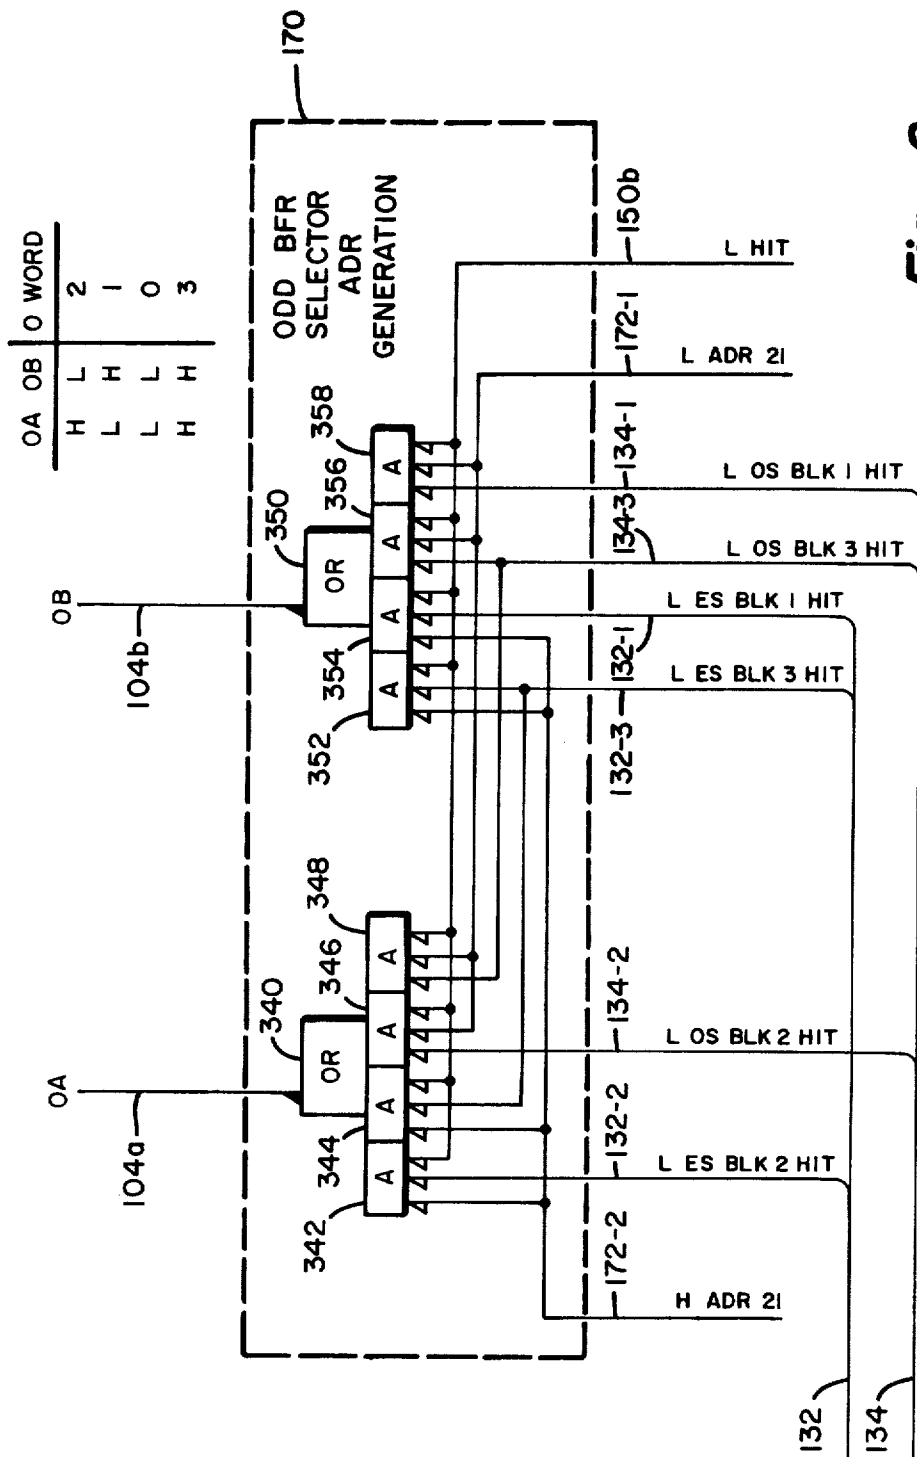 OA OB O WORD
H L 2
L H 1
L L 0
H H 3
170
ODD BFR
SELECTOR
ADR
GENERATION
OA
104a
OB
104b
340
OR
350
OR
342
344
346
348
A A A A
352
354
356
358
A A A A
172-2
H ADR 21
132-2
L ES BLK 2 HIT
134-2
L OS BLK 2 HIT
132-3
L ES BLK 3 HIT
132-1
L ES BLK 1 HIT
134-3
L OS BLK 3 HIT
134-1
L OS BLK 1 HIT
172-1
L ADR 21
150b
L HIT
132
134
Fig.